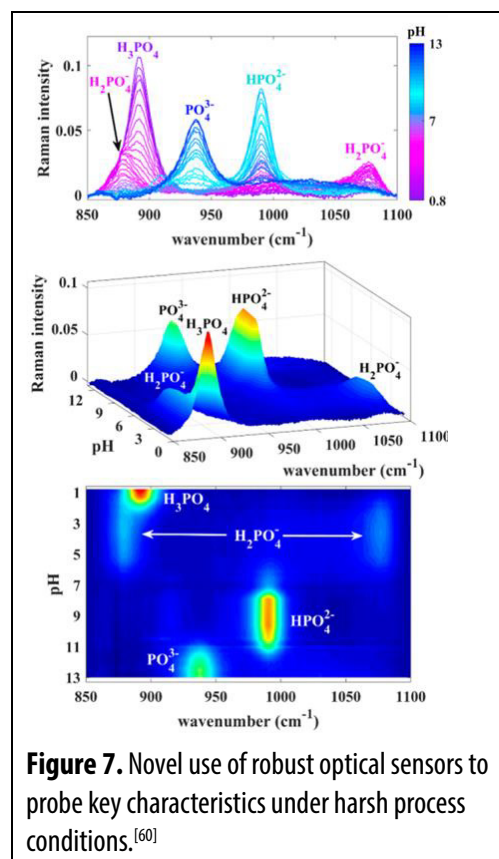 pH
13
7
0.8
H₃PO₄
H₂PO₄⁻
PO₄³⁻
HPO₄²⁻
H₂PO₄⁻
Raman intensity
0.1
0.05
0
850 900 950 1000 1050 1100
wavenumber (cm⁻¹)
Raman intensity
0.1
0.05
0
PO₄³⁻
H₃PO₄
HPO₄²⁻
H₂PO₄⁻
H₂PO₄⁻
12
9
6
3
0
pH
850 900 950 1000 1050 1100
wavenumber (cm⁻¹)
pH
1
3
5
7
9
11
13
H₃PO₄
H₂PO₄⁻
HPO₄²⁻
PO₄³⁻
850 900 950 1000 1050 1100
wavenumber (cm⁻¹)
Figure 7. Novel use of robust optical sensors to
probe key characteristics under harsh process
conditions.[60]